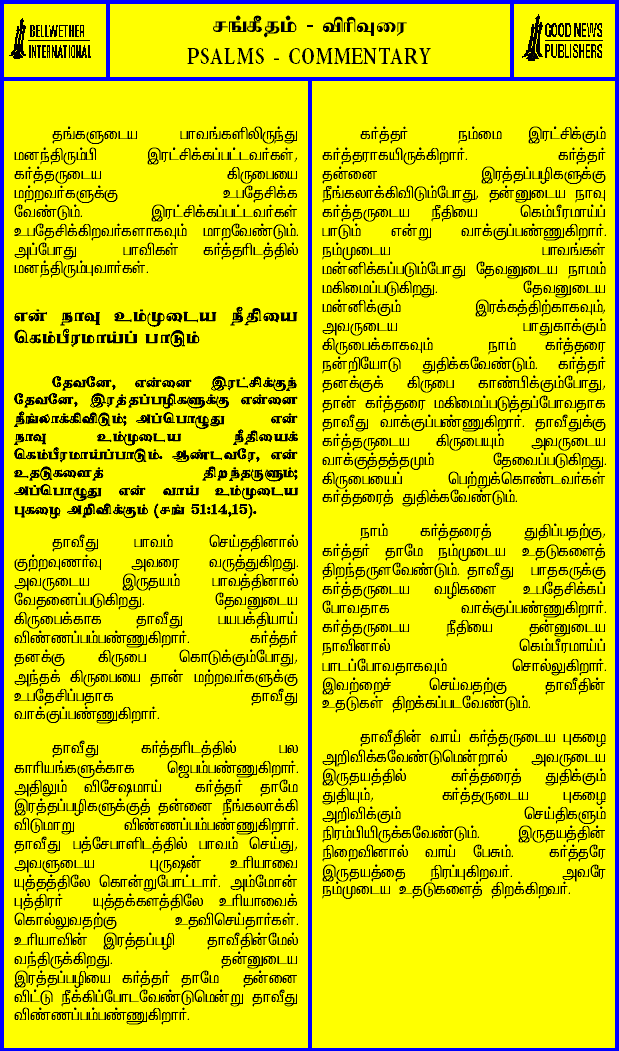 BELLWETHER
INTERNATIONAL
சங்கீதம் - விரிவுரை
PSALMS - COMMENTARY
GOOD NEWS
PUBLISHERS
தங்களுடைய பாவங்களிலிருந்து
மனந்திரும்பி இரட்சிக்கப்பட்டவர்கள்,
கர்த்தருடைய கிருபையை
மற்றவர்களுக்கு உபதேசிக்க
வேண்டும். இரட்சிக்கப்பட்டவர்கள்
உபதேசிக்கிறவர்களாகவும் மாறவேண்டும்.
அப்போது பாவிகள் கர்த்தரிடத்தில்
மனந்திரும்புவார்கள்.
என் நாவு உம்முடைய நீதியை
கெம்பீரமாய்ப் பாடும்
தேவனே, என்னை இரட்சிக்குந்
தேவனே, இரத்தப்பழிகளுக்கு என்னை
நீங்லாக்கிவிடும்; அப்பொழுது என்
நாவு உம்முடைய நீதியைக்
கெம்பீரமாய்ப்பாடும். ஆண்டவரே, என்
உதடுகளைத் திறந்தருளும்;
அப்பொழுது என் வாய் உம்முடைய
புகழை அறிவிக்கும் (சங் 51:14,15).
தாவீது பாவம் செய்ததினால்
குற்றவுணர்வு அவரை வருத்துகிறது.
அவருடைய இருதயம் பாவத்தினால்
வேதனைப்படுகிறது. தேவனுடைய
கிருபைக்காக தாவீது பயபக்தியாய்
விண்ணப்பம்பண்ணுகிறார். கர்த்தர்
தனக்கு கிருபை கொடுக்கும்போது,
அந்தக் கிருபையை தான் மற்றவர்களுக்கு
உபதேசிப்பதாக தாவீது
வாக்குப்பண்ணுகிறார்.
தாவீது கர்த்தரிடத்தில் பல
காரியங்களுக்காக ஜெபம்பண்ணுகிறார்.
அதிலும் விசேஷமாய் கர்த்தர் தாமே
இரத்தப்பழிகளுக்குத் தன்னை நீங்கலாக்கி
விடுமாறு விண்ணப்பம்பண்ணுகிறார்.
தாவீது பத்சேபாளிடத்தில் பாவம் செய்து,
அவளுடைய புருஷன் உரியாவை
யுத்தத்திலே கொன்றுபோட்டார். அம்மோன்
புத்திரர் யுத்தக்களத்திலே உரியாவைக்
கொல்லுவதற்கு உதவிசெய்தார்கள்.
உரியாவின் இரத்தப்பழி தாவீதின்மேல்
வந்திருக்கிறது. தன்னுடைய
இரத்தப்பழியை கர்த்தர் தாமே தன்னை
விட்டு நீக்கிப்போடவேண்டுமென்று தாவீது
விண்ணப்பம்பண்ணுகிறார்.
கர்த்தர் நம்மை இரட்சிக்கும்
கர்த்தராகயிருக்கிறார். கர்த்தர்
தன்னை இரத்தப்பழிகளுக்கு
நீங்கலாக்கிவிடும்போது, தன்னுடைய நாவு
கர்த்தருடைய நீதியை கெம்பீரமாய்ப்
பாடும் என்று வாக்குப்பண்ணுகிறார்.
நம்முடைய பாவங்கள்
மன்னிக்கப்படும்போது தேவனுடைய நாமம்
மகிமைப்படுகிறது. தேவனுடைய
மன்னிக்கும் இரக்கத்திற்காகவும்,
அவருடைய பாதுகாக்கும்
கிருபைக்காகவும் நாம் கர்த்தரை
நன்றியோடு துதிக்கவேண்டும். கர்த்தர்
தனக்குக் கிருபை காண்பிக்கும்போது,
தான் கர்த்தரை மகிமைப்படுத்தப்போவதாக
தாவீது வாக்குப்பண்ணுகிறார். தாவீதுக்கு
கர்த்தருடைய கிருபையும் அவருடைய
வாக்குத்தத்தமும் தேவைப்படுகிறது.
கிருபையைப் பெற்றுக்கொண்டவர்கள்
கர்த்தரைத் துதிக்கவேண்டும்.
நாம் கர்த்தரைத் துதிப்பதற்கு,
கர்த்தர் தாமே நம்முடைய உதடுகளைத்
திறந்தருளவேண்டும். தாவீது பாதகருக்கு
கர்த்தருடைய வழிகளை உபதேசிக்கப்
போவதாக வாக்குப்பண்ணுகிறார்.
கர்த்தருடைய நீதியை தன்னுடைய
நாவினால் கெம்பீரமாய்ப்
பாடப்போவதாகவும் சொல்லுகிறார்.
இவற்றைச் செய்வதற்கு தாவீதின்
உதடுகள் திறக்கப்படவேண்டும்.
தாவீதின் வாய் கர்த்தருடைய புகழை
அறிவிக்கவேண்டுமென்றால் அவருடைய
இருதயத்தில் கர்த்தரைத் துதிக்கும்
துதியும், கர்த்தருடைய புகழை
அறிவிக்கும் செய்திகளும்
நிரம்பியிருக்கவேண்டும். இருதயத்தின்
நிறைவினால் வாய் பேசும். கர்த்தரே
இருதயத்தை நிரப்புகிறவர். அவரே
நம்முடைய உதடுகளைத் திறக்கிறவர்.